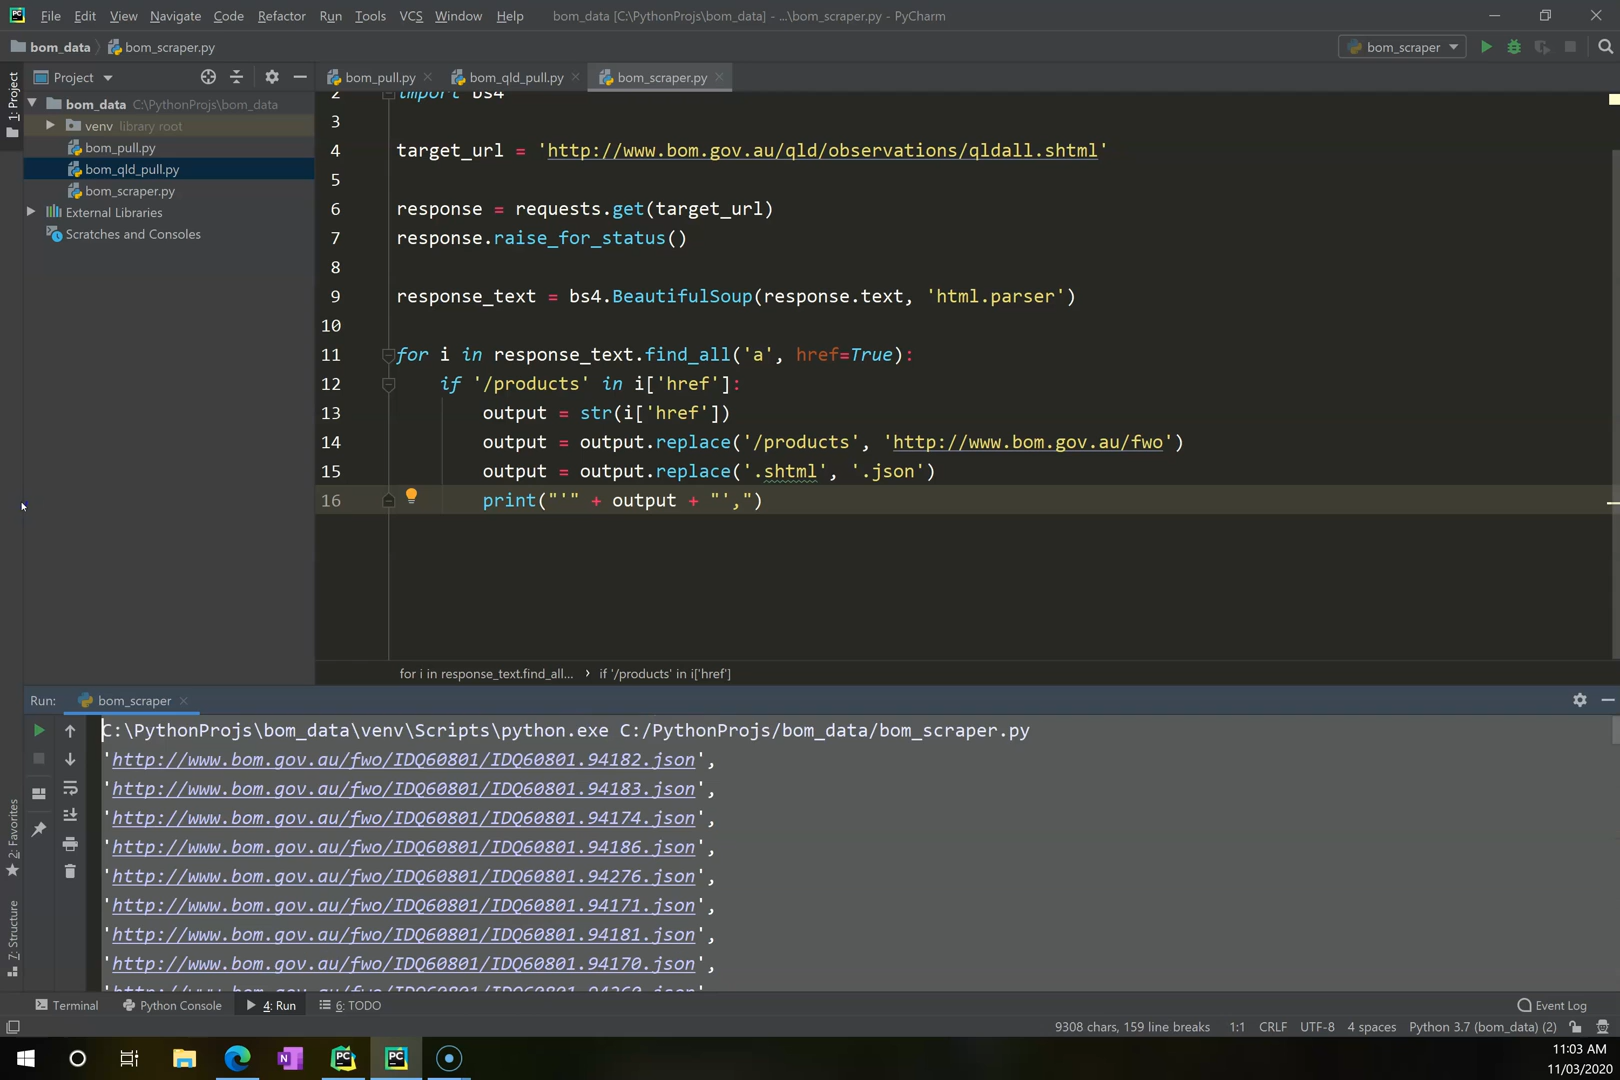 File Edit View Navigate Code Refactor Run Tools VCS Window Help bom_data [C:\PythonProjs\bom_data] - ...\bom_scraper.py - PyCharm
bom_data bom_scraper.py bom_scraper
1: Project
Project
bom_pull.py bom_qld_pull.py bom_scraper.py
bom_data C:\PythonProjs\bom_data
venv library root
bom_pull.py
bom_qld_pull.py
bom_scraper.py
External Libraries
Scratches and Consoles
2 import bs4
3
4 target_url = 'http://www.bom.gov.au/qld/observations/qldall.shtml'
5
6 response = requests.get(target_url)
7 response.raise_for_status()
8
9 response_text = bs4.BeautifulSoup(response.text, 'html.parser')
10
11 for i in response_text.find_all('a', href=True):
12 if '/products' in i['href']:
13 output = str(i['href'])
14 output = output.replace('/products', 'http://www.bom.gov.au/fwo')
15 output = output.replace('.shtml', '.json')
16 print("'" + output + "',")
for i in response_text.find_all... › if '/products' in i['href']
Run: bom_scraper
C:\PythonProjs\bom_data\venv\Scripts\python.exe C:/PythonProjs/bom_data/bom_scraper.py
'http://www.bom.gov.au/fwo/IDQ60801/IDQ60801.94182.json',
'http://www.bom.gov.au/fwo/IDQ60801/IDQ60801.94183.json',
'http://www.bom.gov.au/fwo/IDQ60801/IDQ60801.94174.json',
'http://www.bom.gov.au/fwo/IDQ60801/IDQ60801.94186.json',
'http://www.bom.gov.au/fwo/IDQ60801/IDQ60801.94276.json',
'http://www.bom.gov.au/fwo/IDQ60801/IDQ60801.94171.json',
'http://www.bom.gov.au/fwo/IDQ60801/IDQ60801.94181.json',
'http://www.bom.gov.au/fwo/IDQ60801/IDQ60801.94170.json',
2: Favorites
7: Structure
Terminal Python Console 4: Run 6: TODO Event Log
9308 chars, 159 line breaks 1:1 CRLF UTF-8 4 spaces Python 3.7 (bom_data) (2)
11:03 AM
11/03/2020